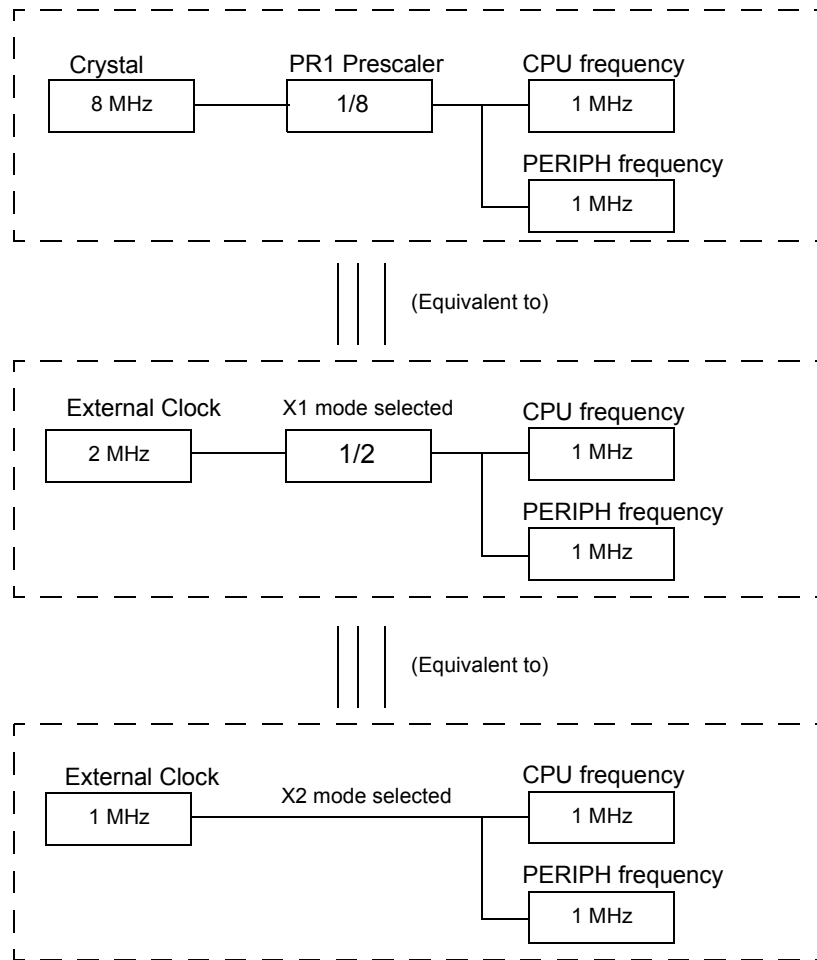 Crystal
PR1 Prescaler
CPU frequency
8 MHz
1/8
1 MHz
PERIPH frequency
1 MHz
(Equivalent to)
External Clock
X1 mode selected
CPU frequency
2 MHz
1/2
1 MHz
PERIPH frequency
1 MHz
(Equivalent to)
External Clock
X2 mode selected
CPU frequency
1 MHz
1 MHz
PERIPH frequency
1 MHz